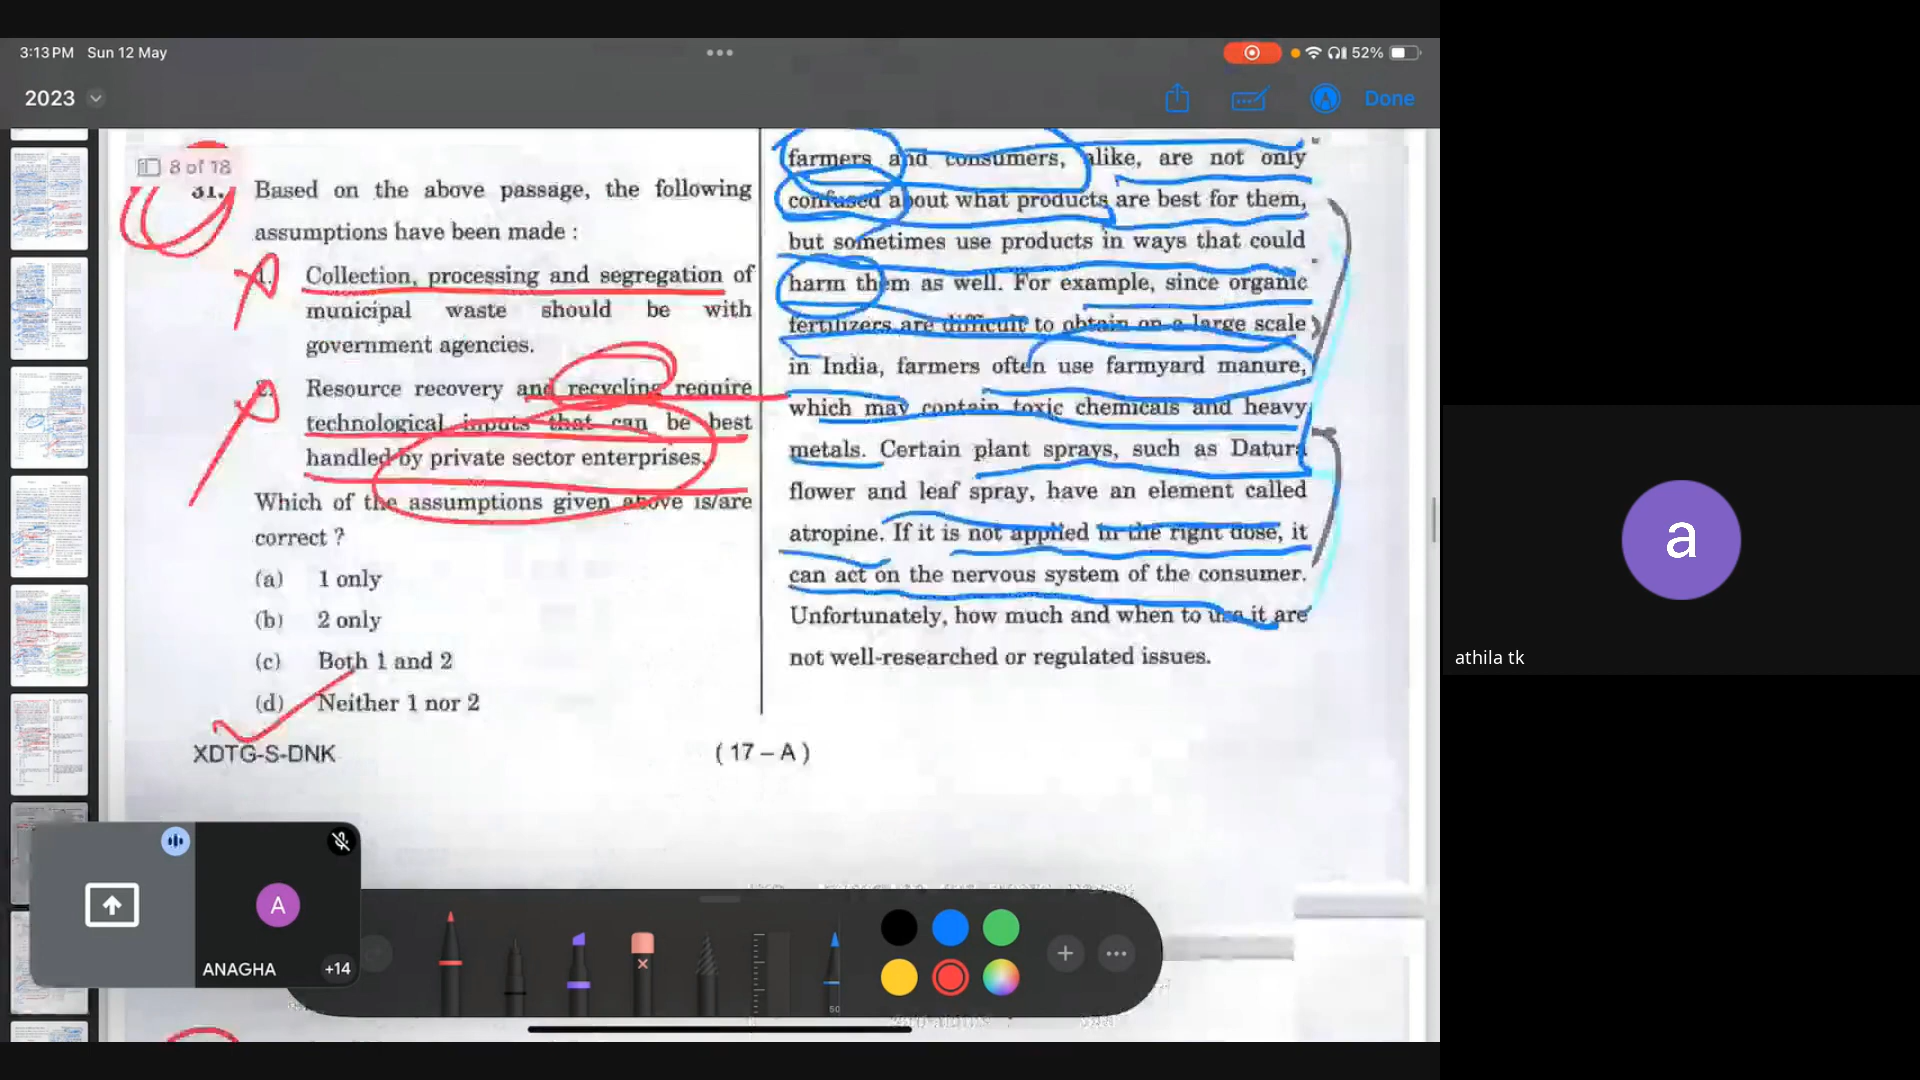 3:13 PM Sun 12 May
52%
2023
Done
8 of 18
31. Based on the above passage, the following
assumptions have been made :
1. Collection, processing and segregation of
municipal waste should be with
government agencies.
2. Resource recovery and recycling require
technological inputs that can be best
handled by private sector enterprises.
Which of the assumptions given above is/are
correct ?
(a) 1 only
(b) 2 only
(c) Both 1 and 2
(d) Neither 1 nor 2
XDTG-S-DNK
farmers and consumers, alike, are not only
confused about what products are best for them,
but sometimes use products in ways that could
harm them as well. For example, since organic
fertilizers are difficult to obtain on a large scale
in India, farmers often use farmyard manure,
which may contain toxic chemicals and heavy
metals. Certain plant sprays, such as Datura
flower and leaf spray, have an element called
atropine. If it is not applied in the right dose, it
can act on the nervous system of the consumer.
Unfortunately, how much and when to use it are
not well-researched or regulated issues.
( 17 – A )
A
ANAGHA
+14
50
a
athila tk